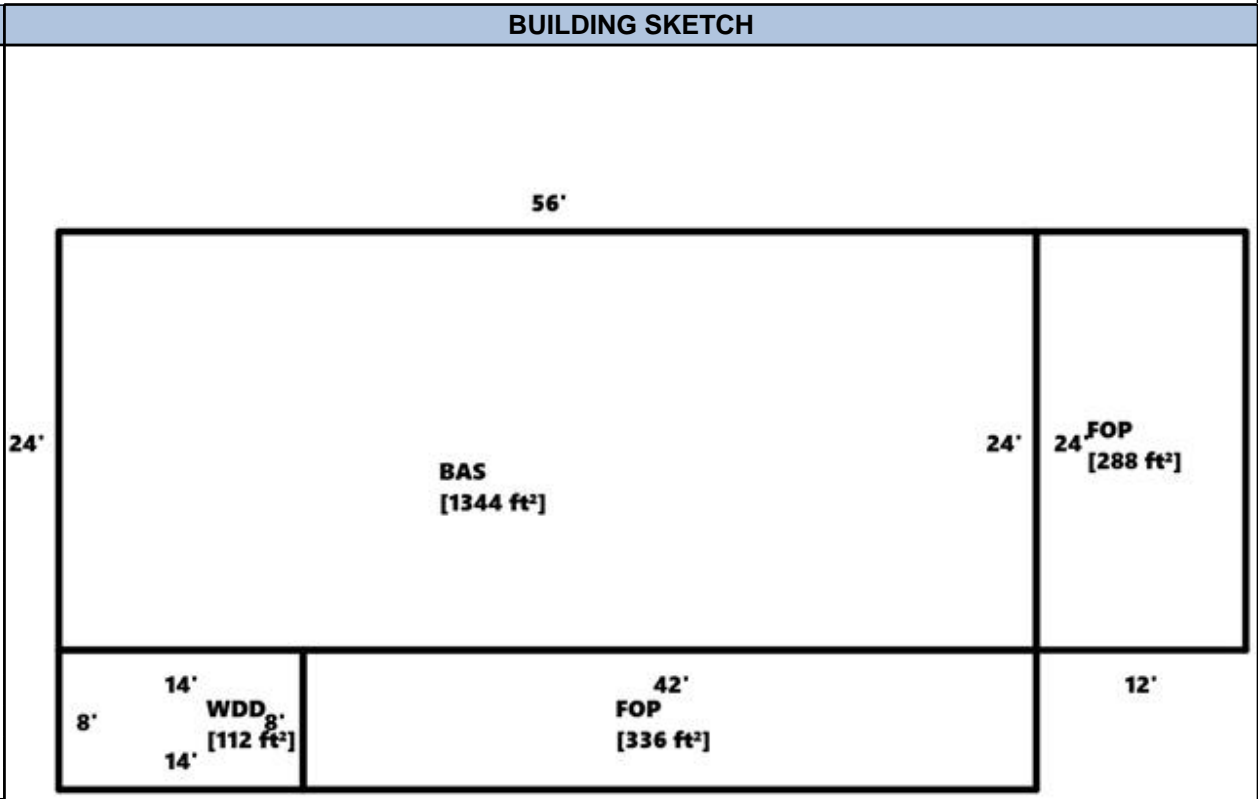 BUILDING SKETCH
56'
24'
BAS
[1344 ft²]
24'
24'
FOP
[288 ft²]
14'
8'
WDD
8'
[112 ft²]
14'
42'
FOP
[336 ft²]
12'